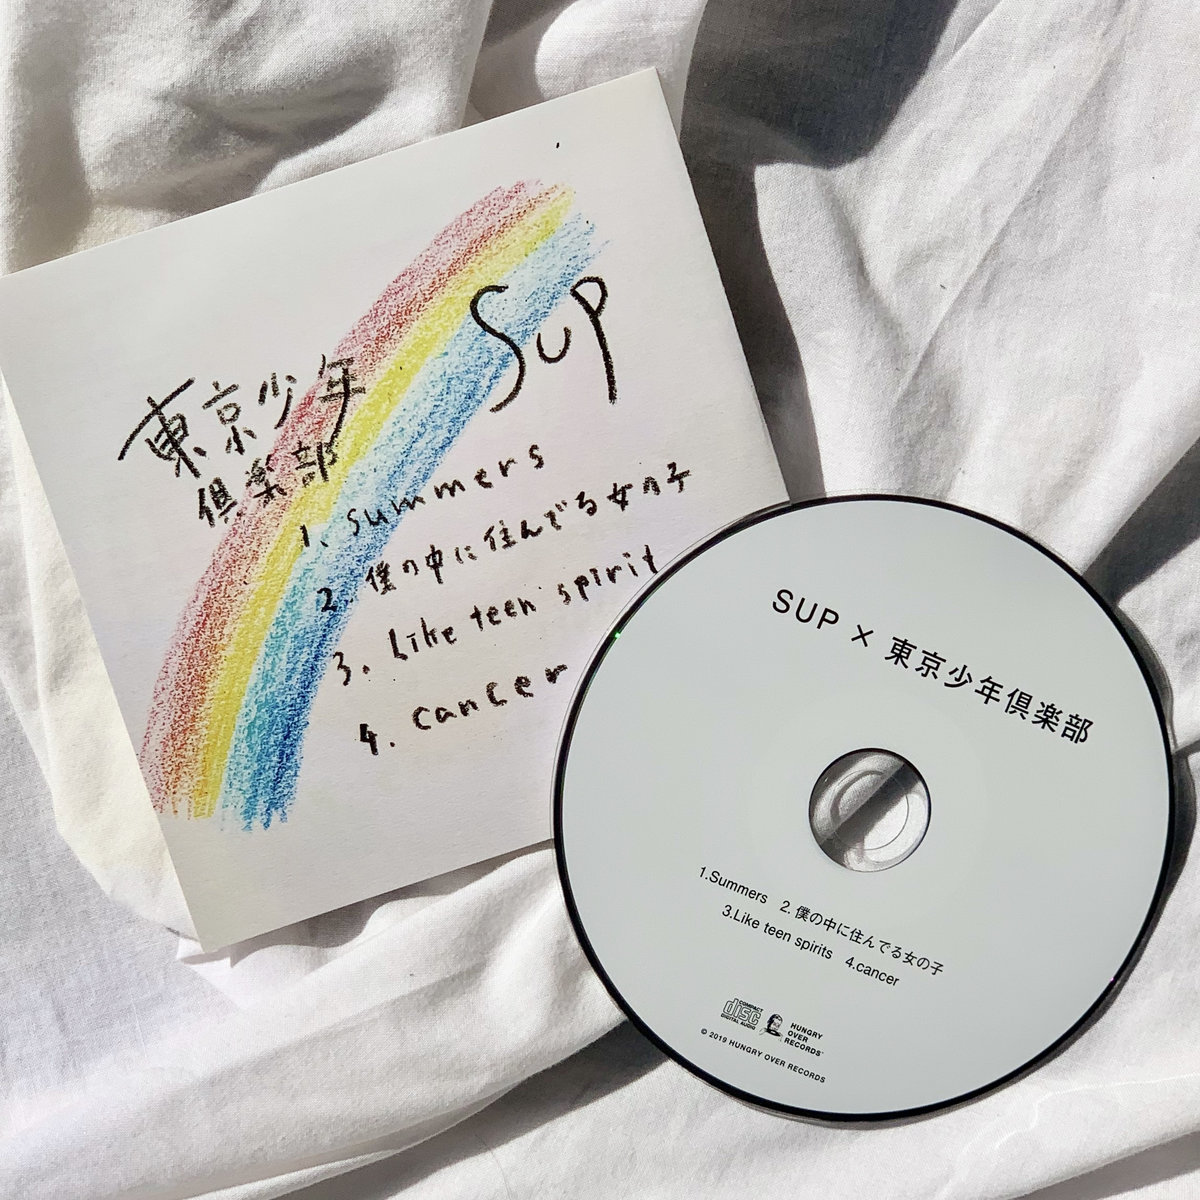 東京少年
倶楽部
Sup
1. summers
2. 僕の中に住んでる女の子
3. Like teen spirit
4. cancer
SUP × 東京少年倶楽部
1.Summers 2.僕の中に住んでる女の子
3.Like teen spirits 4.cancer
COMPACT
disc
DIGITAL AUDIO
HUNGRY
OVER
RECORDS
© 2019 HUNGRY OVER RECORDS